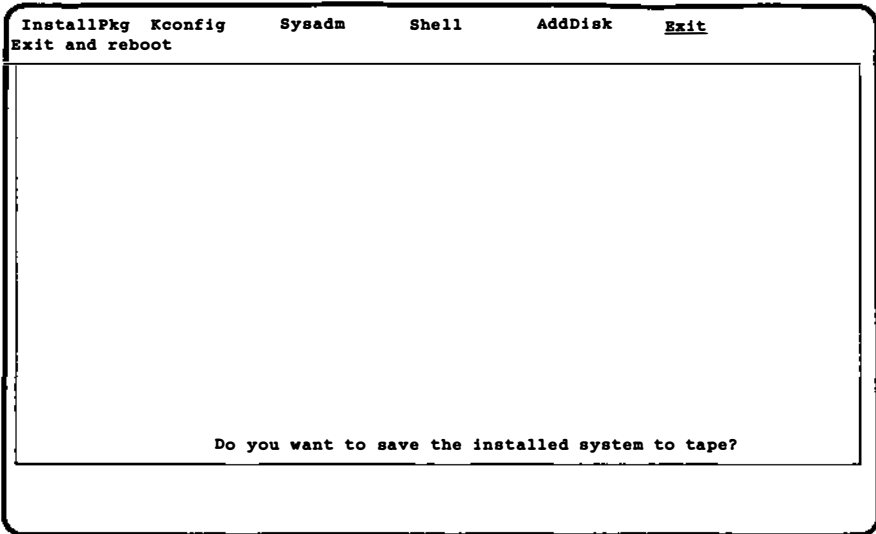 InstallPkg Kconfig Sysadm Shell AddDisk Exit
Exit and reboot
Do you want to save the installed system to tape?